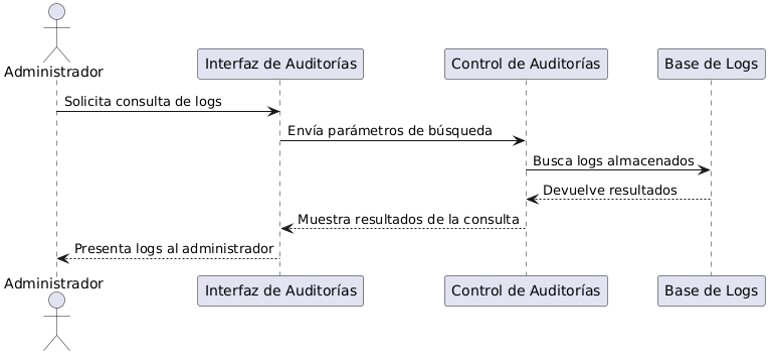 Administrador
Interfaz de Auditorías
Control de Auditorías
Base de Logs
Solicita consulta de logs
Envía parámetros de búsqueda
Busca logs almacenados
Devuelve resultados
Muestra resultados de la consulta
Presenta logs al administrador
Administrador
Interfaz de Auditorías
Control de Auditorías
Base de Logs